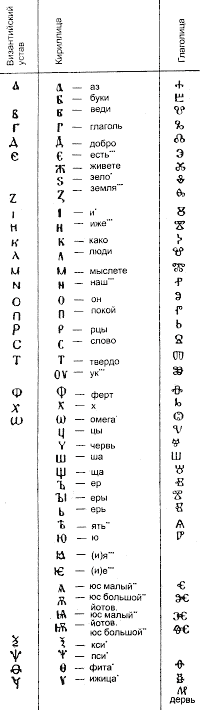 Византийский устав Кириллица Глаголица
Δ А – аз Ⰰ
Б – буки Ⰱ
В В – веди Ⰲ
Г Г – глаголь Ⰳ
Д Д – добро Ⰴ
Є Є – есть*** Э
Ж – живете Ⰶ
Ѕ – зело* Ⰷ
Z Z – земля*** Ⰸ
І І – и* Ⰹ
Н Н – иже*** Ⰻ
К К – како Ⰽ
Λ Л – люди Ⰾ
М М – мыслете Ⰿ
N N – наш*** Ⱀ
О О – он Ⱁ
П П – покой Ⱂ
Р Р – рцы Ⱃ
С С – слово Ⱄ
Т Т – твердо Ⱅ
ОУ – ук*** Ⱆ
Ф Ф – ферт Ⱇ
Х Х – х Ⱈ
Ѡ Ѡ – омега* Ⱉ
Ц – цы Ⱌ
Ч – червь Ⱍ
Ш – ша Ⱎ
Щ – ща Ⱋ
Ъ – ер Ⱏ
ЪІ – еры
Ь – ерь Ⱐ
Ѣ – ять** Ⱑ
Ю – ю Ⱓ
Ꙗ – (и)я***
Ѥ – (и)е***
Ѧ – юс малый** Ⱔ
Ѫ – юс большой** Ⱘ
йотов.
Ѩ – юс малый** Ⱗ
йотов.
Ѭ – юс большой** Ⱙ
Ѯ Ѯ – кси*
Ѱ Ѱ – пси*
Ѳ Ѳ – фита* Ⱚ
Ѵ Ѵ – ижица* Ⱛ
дервь